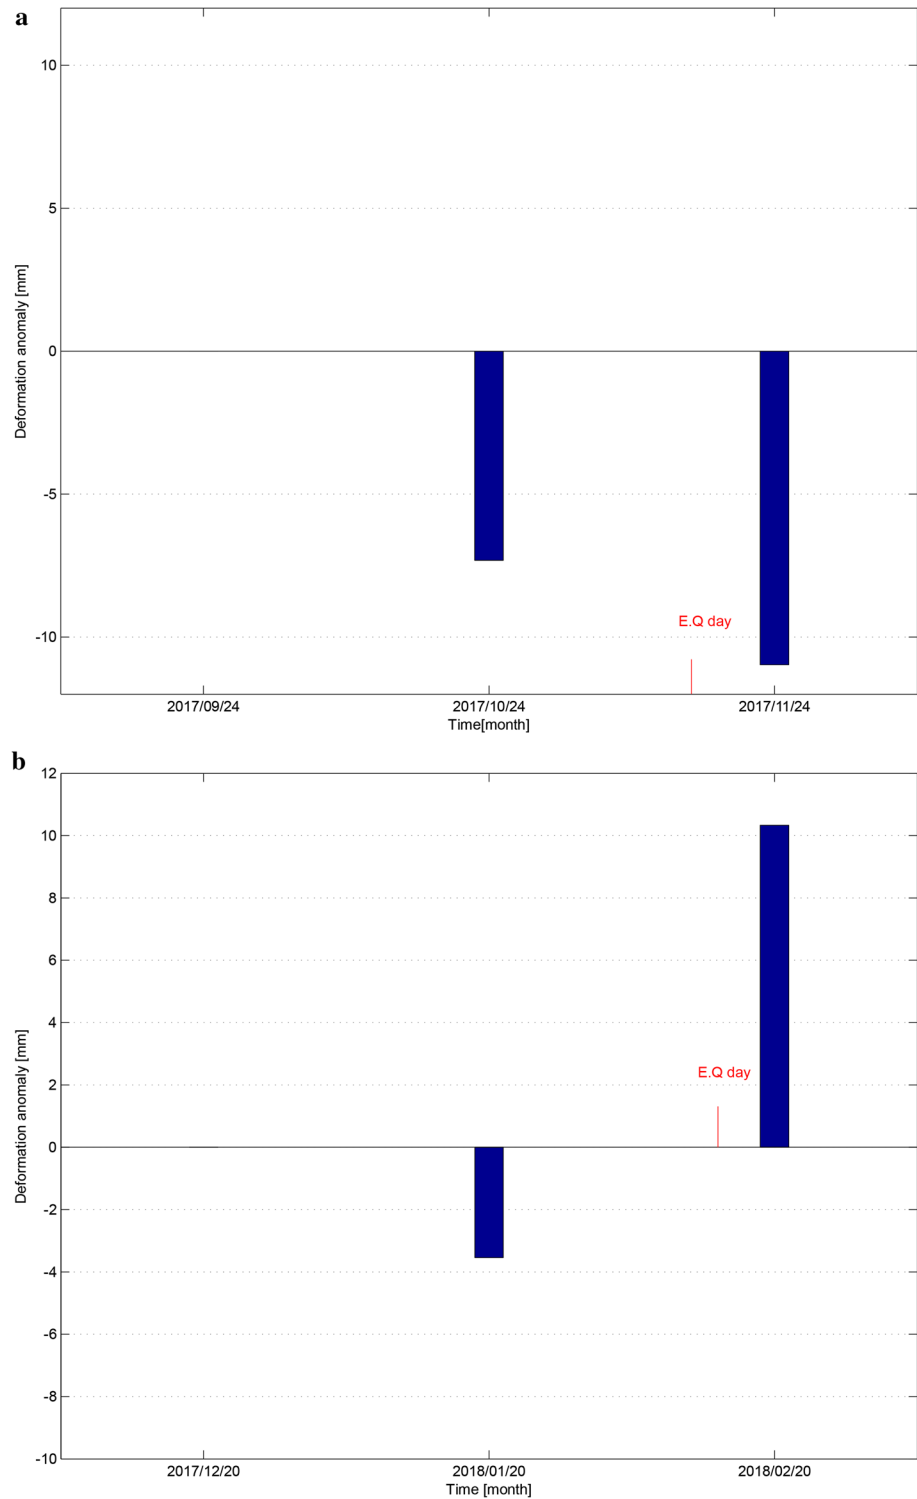 a
10
5
0
-5
-10
Deformation anomaly [mm]
E.Q day
2017/09/24 2017/10/24 2017/11/24
Time[month]
b
12
10
8
6
4
2
0
-2
-4
-6
-8
-10
Deformation anomaly [mm]
E.Q day
2017/12/20 2018/01/20 2018/02/20
Time [month]